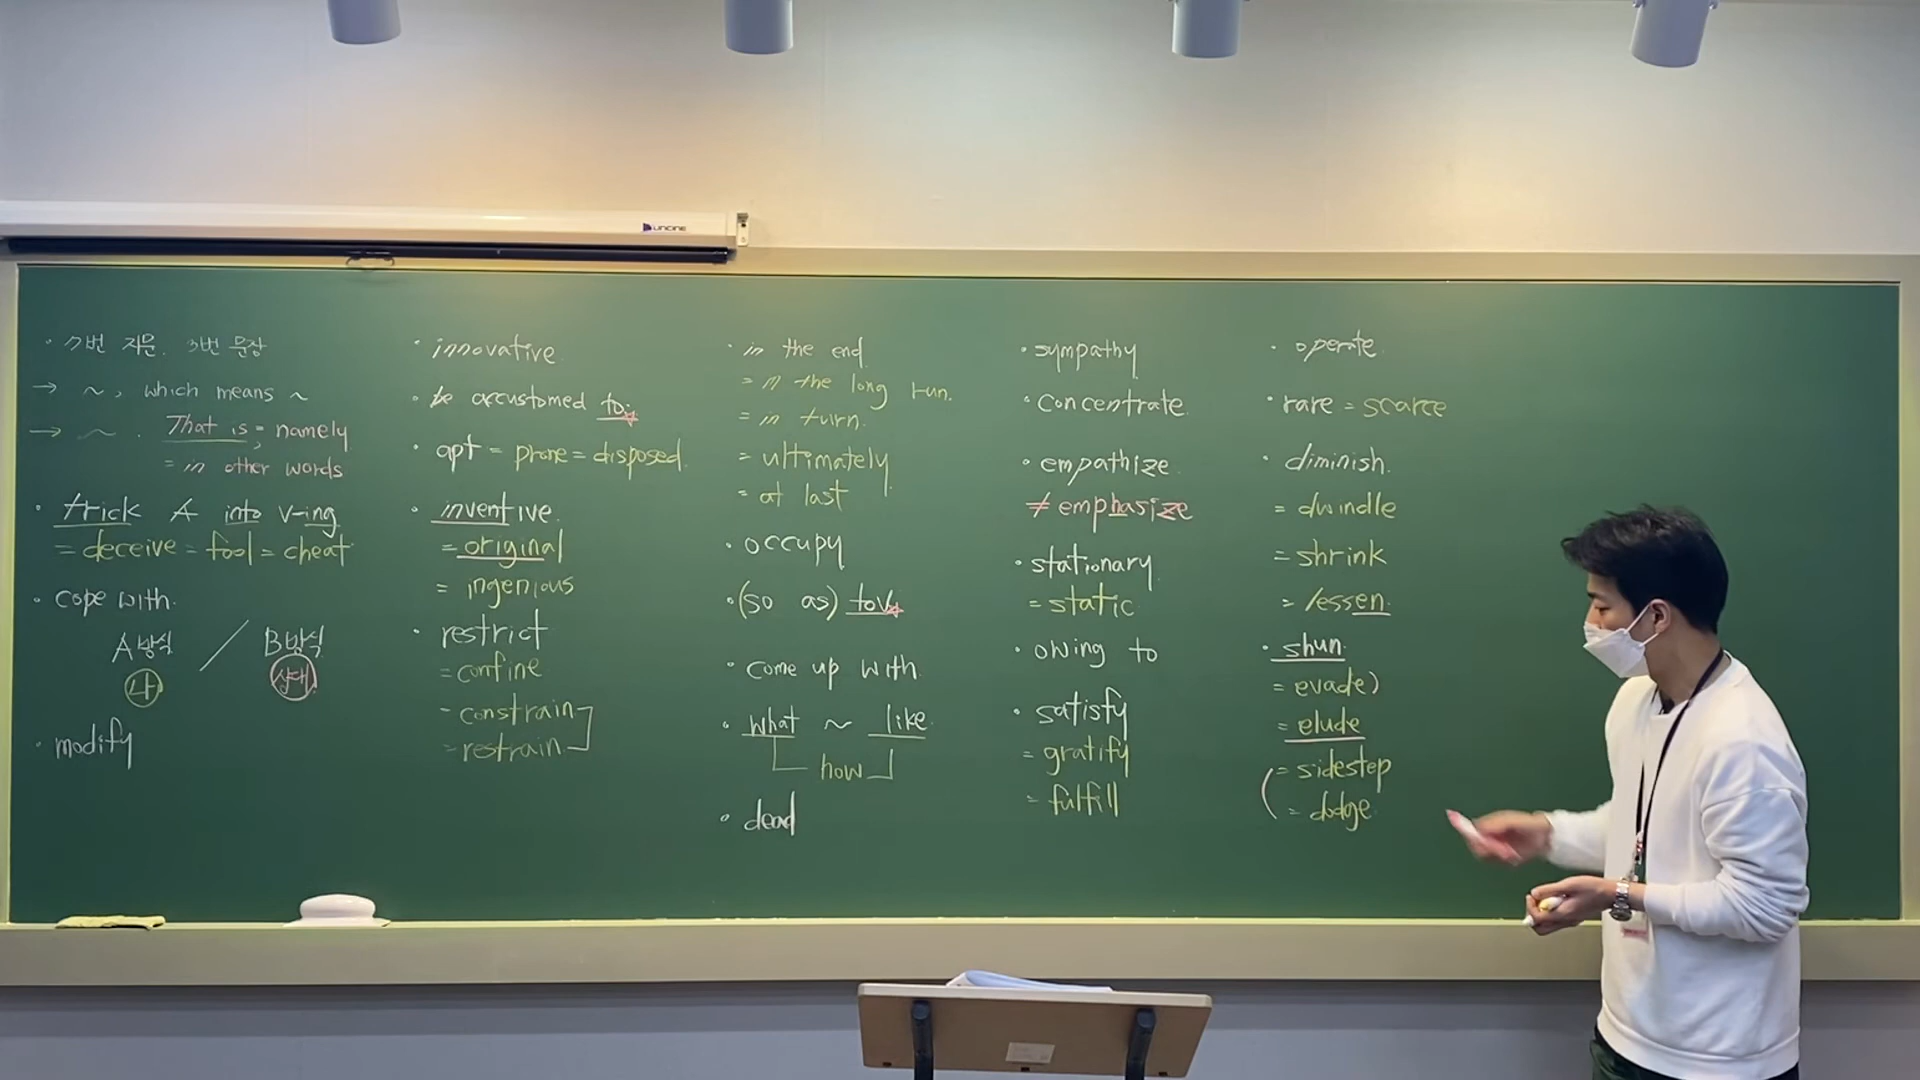 UNCINE
· 7번 지문. 3번 문장
→ ~, which means ~
→ ~. That is ; = namely
= in other words
· trick A into v-ing
= deceive = fool = cheat
· cope with.
A방식 / B방식
나 상대
· modify
· innovative
· be accustomed to;
· apt = prone = disposed.
· inventive.
= original
= ingenious
· restrict
= confine
= constrain
= restrain
· in the end.
= in the long run.
= in turn.
= ultimately
= at last
· occupy
· (so as) to v
· come up with.
· what ~ like.
how
· dead
· sympathy
· concentrate.
· empathize.
≠ emphasize
· stationary
= static
· owing to
· satisfy
= gratify
= fulfill
· operate.
· rare = scarce
· diminish.
= dwindle
= shrink
= lessen.
· shun.
= evade)
= elude
(= sidestep
= dodge.